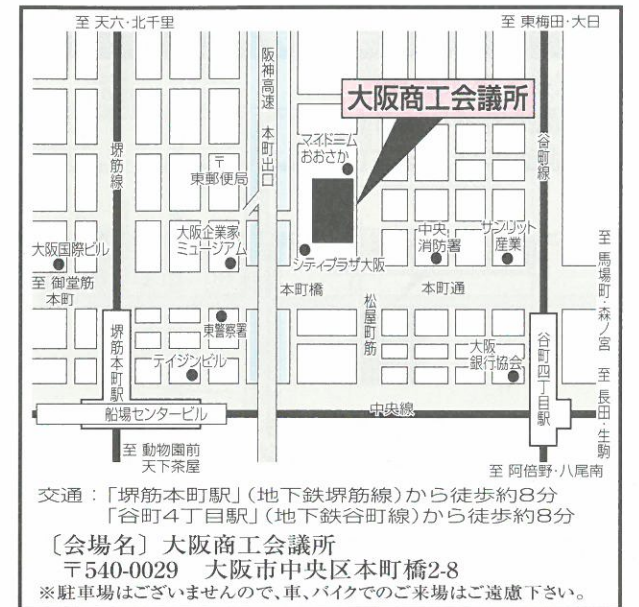 至 天六・北千里
至 東梅田・大日
阪神高速 本町出口
大阪商工会議所
マイドームおおさか
堺筋線
谷町線
〒
東郵便局
大阪企業家
ミュージアム
中央
消防署
サンリット
産業
大阪国際ビル
シティプラザ大阪
至 御堂筋
本町
本町橋
本町通
松屋町筋
至 馬場町・森ノ宮
東警察署
堺筋本町駅
テイジンビル
大阪
銀行協会
谷町四丁目駅
至 長田・生駒
船場センタービル
中央線
至 動物園前
天下茶屋
至 阿倍野・八尾南
交通：「堺筋本町駅」(地下鉄堺筋線)から徒歩約8分
「谷町4丁目駅」(地下鉄谷町線)から徒歩約8分
〔会場名〕大阪商工会議所
〒540-0029 大阪市中央区本町橋2-8
※駐車場はございませんので、車、バイクでのご来場はご遠慮下さい。